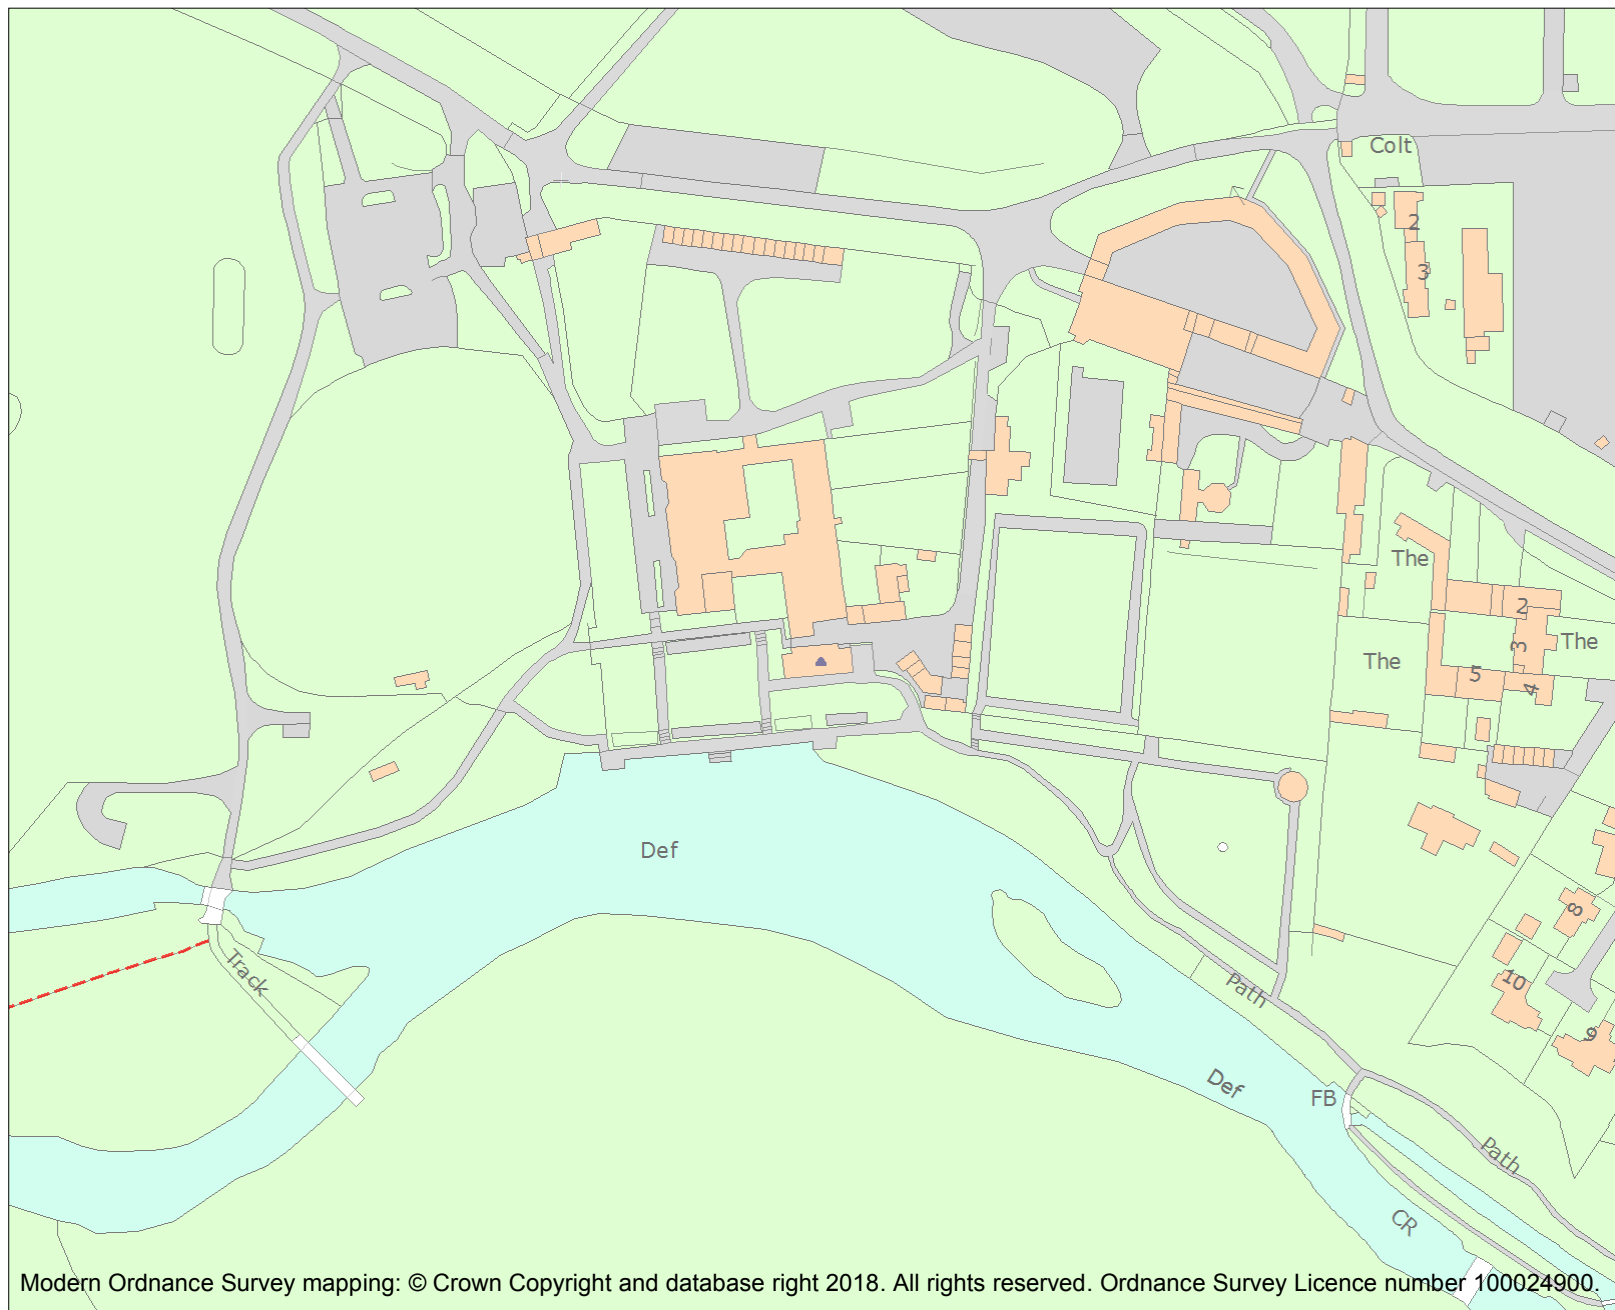 Colt
2
3
The
2
The
3
The
5
4
Def
8
Track
10
Path
9
Def
FB
Path
CR
Modern Ordnance Survey mapping: © Crown Copyright and database right 2018. All rights reserved. Ordnance Survey Licence number 100024900.